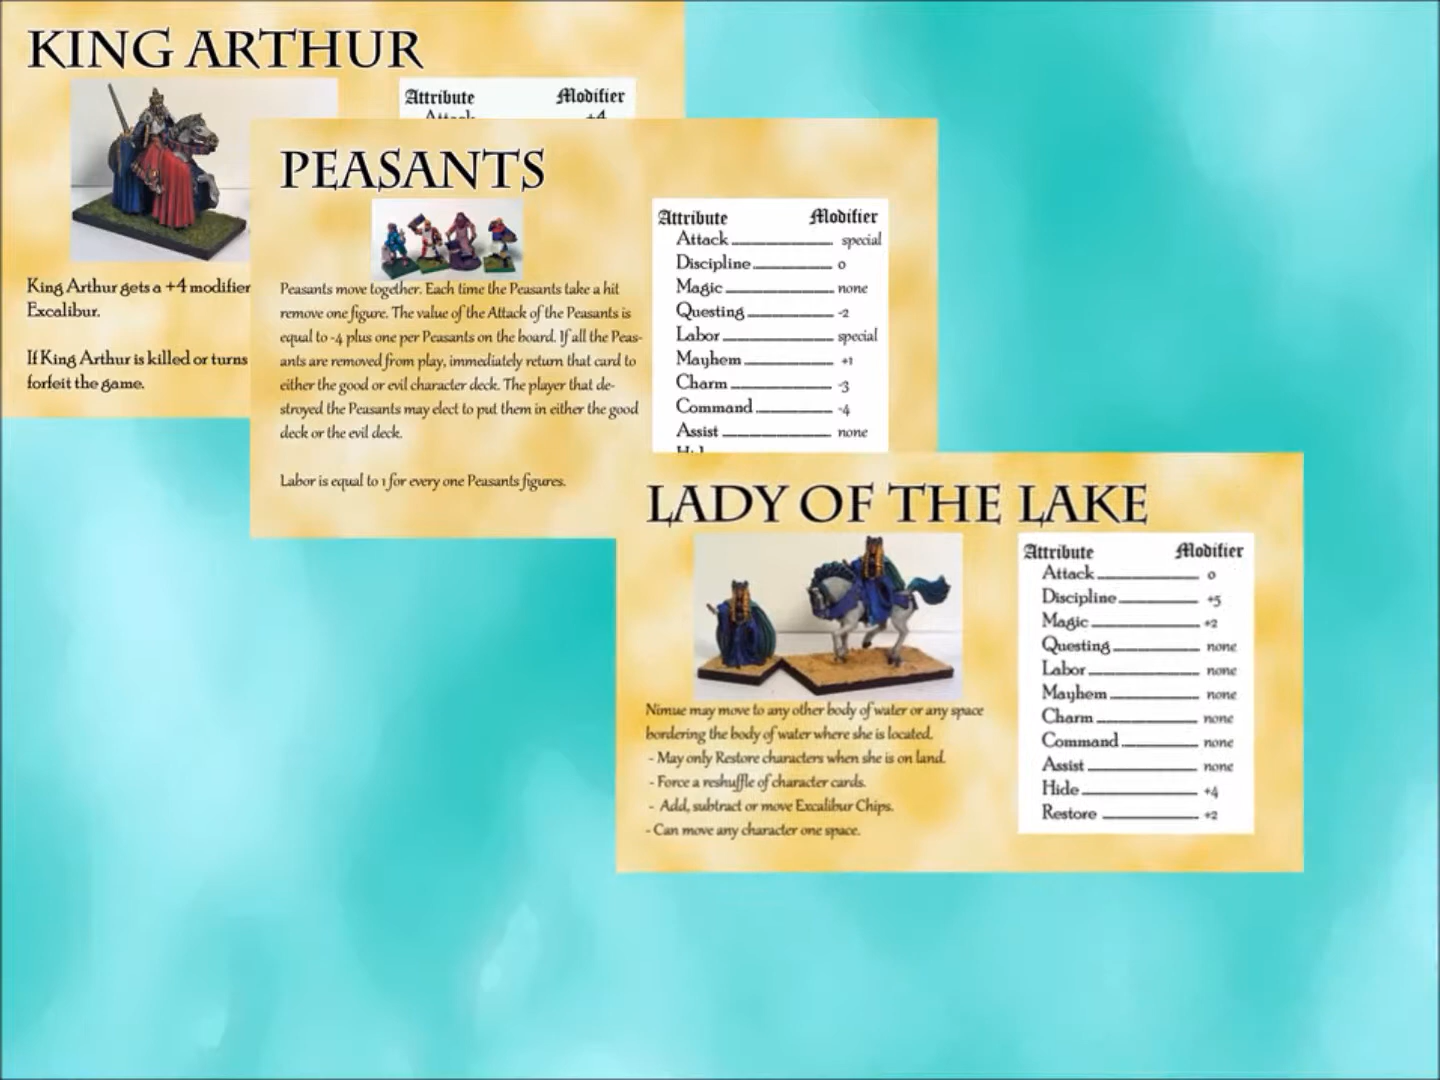 KING ARTHUR
Attribute Modifier
Attack +4
King Arthur gets a +4 modifier
Excalibur.
If King Arthur is killed or turns
forfeit the game.
PEASANTS
Peasants move together. Each time the Peasants take a hit
remove one figure. The value of the Attack of the Peasants is
equal to -4 plus one per Peasants on the board. If all the Peas-
ants are removed from play, immediately return that card to
either the good or evil character deck. The player that de-
stroyed the Peasants may elect to put them in either the good
deck or the evil deck.
Labor is equal to 1 for every one Peasants figures.
Attribute Modifier
Attack special
Discipline 0
Magic none
Questing -2
Labor special
Mayhem +1
Charm -3
Command -4
Assist none
LADY OF THE LAKE
Nimue may move to any other body of water or any space
bordering the body of water where she is located.
- May only Restore characters when she is on land.
- Force a reshuffle of character cards.
- Add, subtract or move Excalibur Chips.
- Can move any character one space.
Attribute Modifier
Attack 0
Discipline +5
Magic +2
Questing none
Labor none
Mayhem none
Charm none
Command none
Assist none
Hide +4
Restore +2